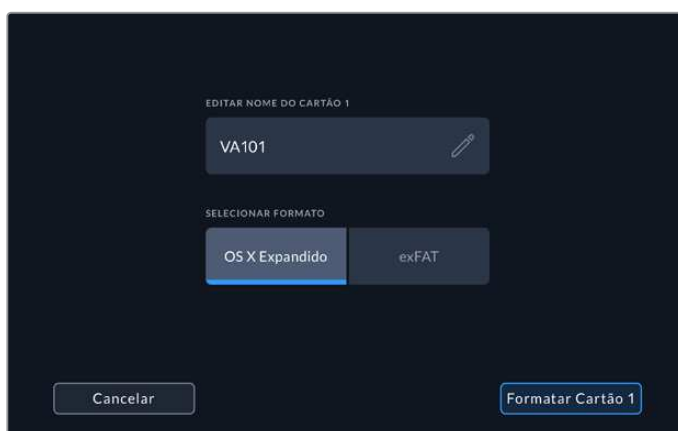 EDITAR NOME DO CARTÃO 1
VA101
SELECIONAR FORMATO
OS X Expandido exFAT
Cancelar Formatar Cartão 1